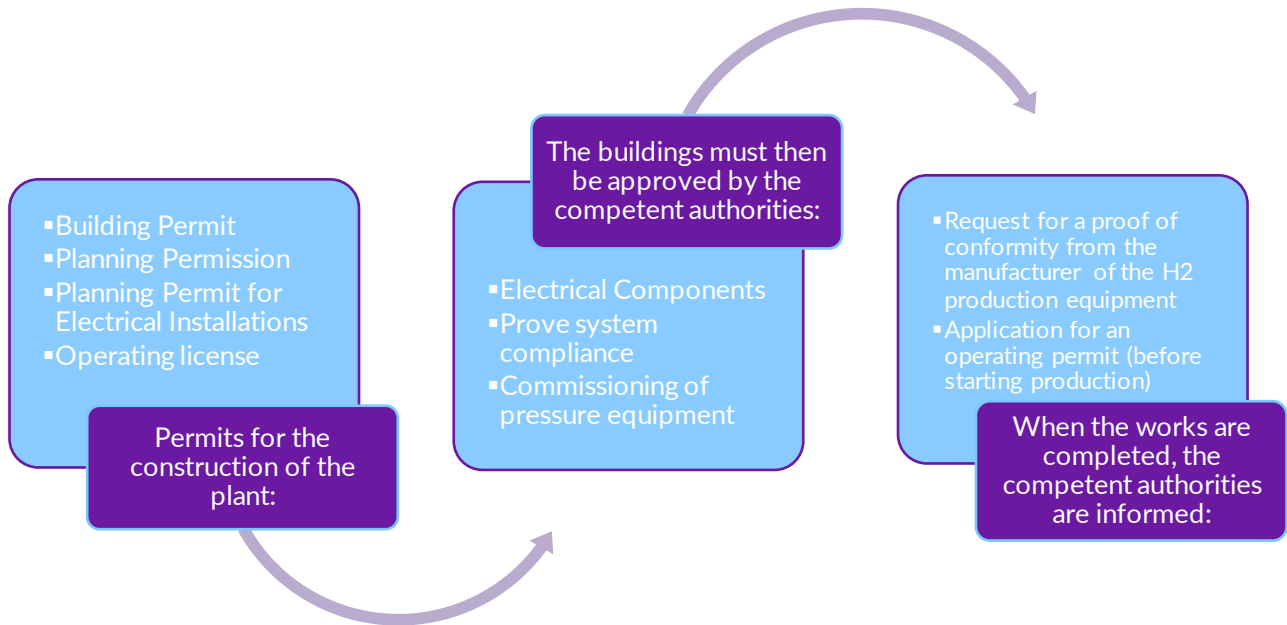 ▪Building Permit
▪Planning Permission
▪Planning Permit for
Electrical Installations
▪Operating license
Permits for the
construction of the
plant:
The buildings must then
be approved by the
competent authorities:
▪Electrical Components
▪Prove system
compliance
▪Commissioning of
pressure equipment
▪Request for a proof of
conformity from the
manufacturer of the H2
production equipment
▪Application for an
operating permit (before
starting production)
When the works are
completed, the
competent authorities
are informed: